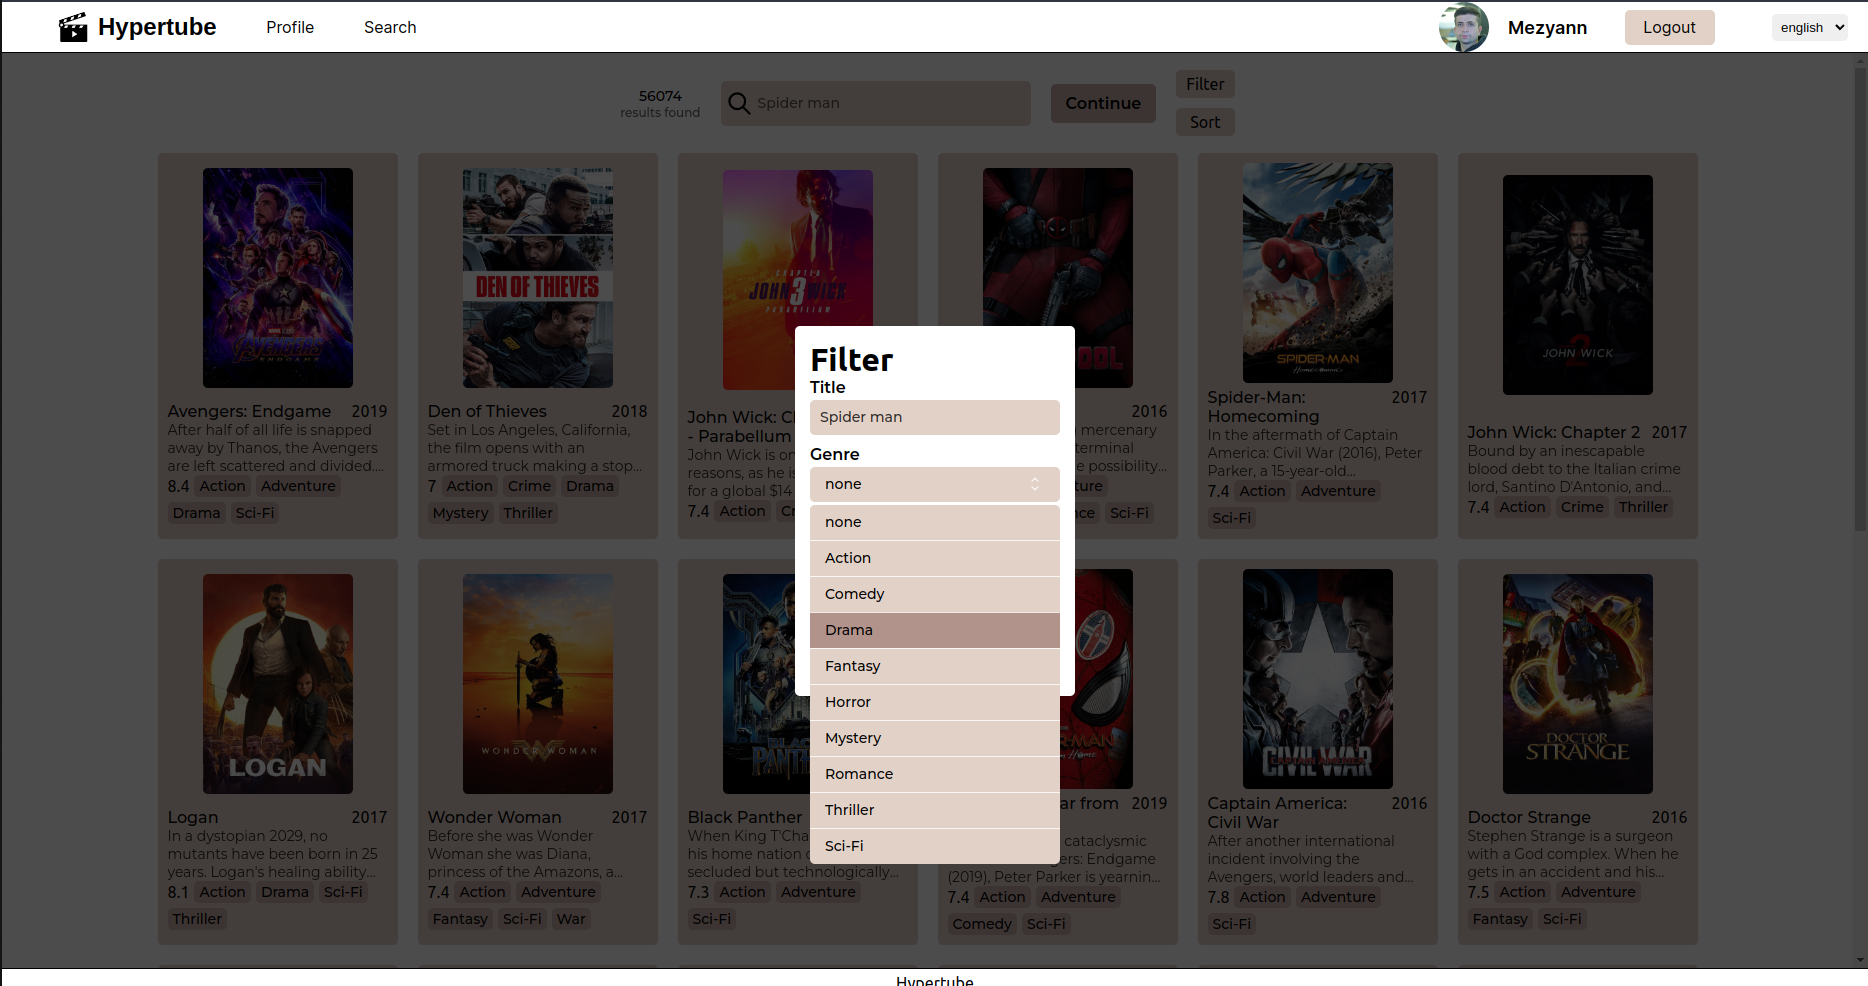 Hypertube
Profile
Search
Mezyann
Logout
english
56074
results found
Spider man
Continue
Filter
Sort
AVENGERS
ENDGAME
DEN OF THIEVES
CHAPTER
JOHN 3 WICK
PARABELLUM
SPIDER-MAN
JOHN WICK
2
Avengers: Endgame 2019
After half of all life is snapped
away by Thanos, the Avengers
are left scattered and divided....
8.4 Action Adventure
Drama Sci-Fi
Den of Thieves 2018
Set in Los Angeles, California,
the film opens with an
armored truck making a stop...
7 Action Crime Drama
Mystery Thriller
John Wick:
- Parabellum
John Wick is
reasons, as he is
for a global $14
7.4 Action
2016
mercenary
possibility...
Sci-Fi
Spider-Man: 2017
Homecoming
In the aftermath of Captain
America: Civil War (2016), Peter
Parker, a 15-year-old...
7.4 Action Adventure
Sci-Fi
John Wick: Chapter 2 2017
Bound by an inescapable
blood debt to the Italian crime
lord, Santino D'Antonio, and...
7.4 Action Crime Thriller
Filter
Title
Spider man
Genre
none
none
Action
Comedy
Drama
Fantasy
Horror
Mystery
Romance
Thriller
Sci-Fi
LOGAN
WONDER WOMAN
CIVIL WAR
CAPTAIN AMERICA
DOCTOR
STRANGE
Logan 2017
In a dystopian 2029, no
mutants have been born in 25
years. Logan's healing ability...
8.1 Action Drama Sci-Fi
Thriller
Wonder Woman 2017
Before she was Wonder
Woman she was Diana,
princess of the Amazons, a...
7.4 Action Adventure
Fantasy Sci-Fi War
Black Panther
When King T'Cha
his home nation
secluded but technologically...
7.3 Action Adventure
Sci-Fi
from 2019
cataclysmic
Endgame
(2019), Peter Parker is yearnin...
7.4 Action Adventure
Comedy Sci-Fi
Captain America: 2016
Civil War
After another international
incident involving the
Avengers, world leaders and...
7.8 Action Adventure
Sci-Fi
Doctor Strange 2016
Stephen Strange is a surgeon
with a God complex. When he
gets in an accident and his...
7.5 Action Adventure
Fantasy Sci-Fi
Hypertube